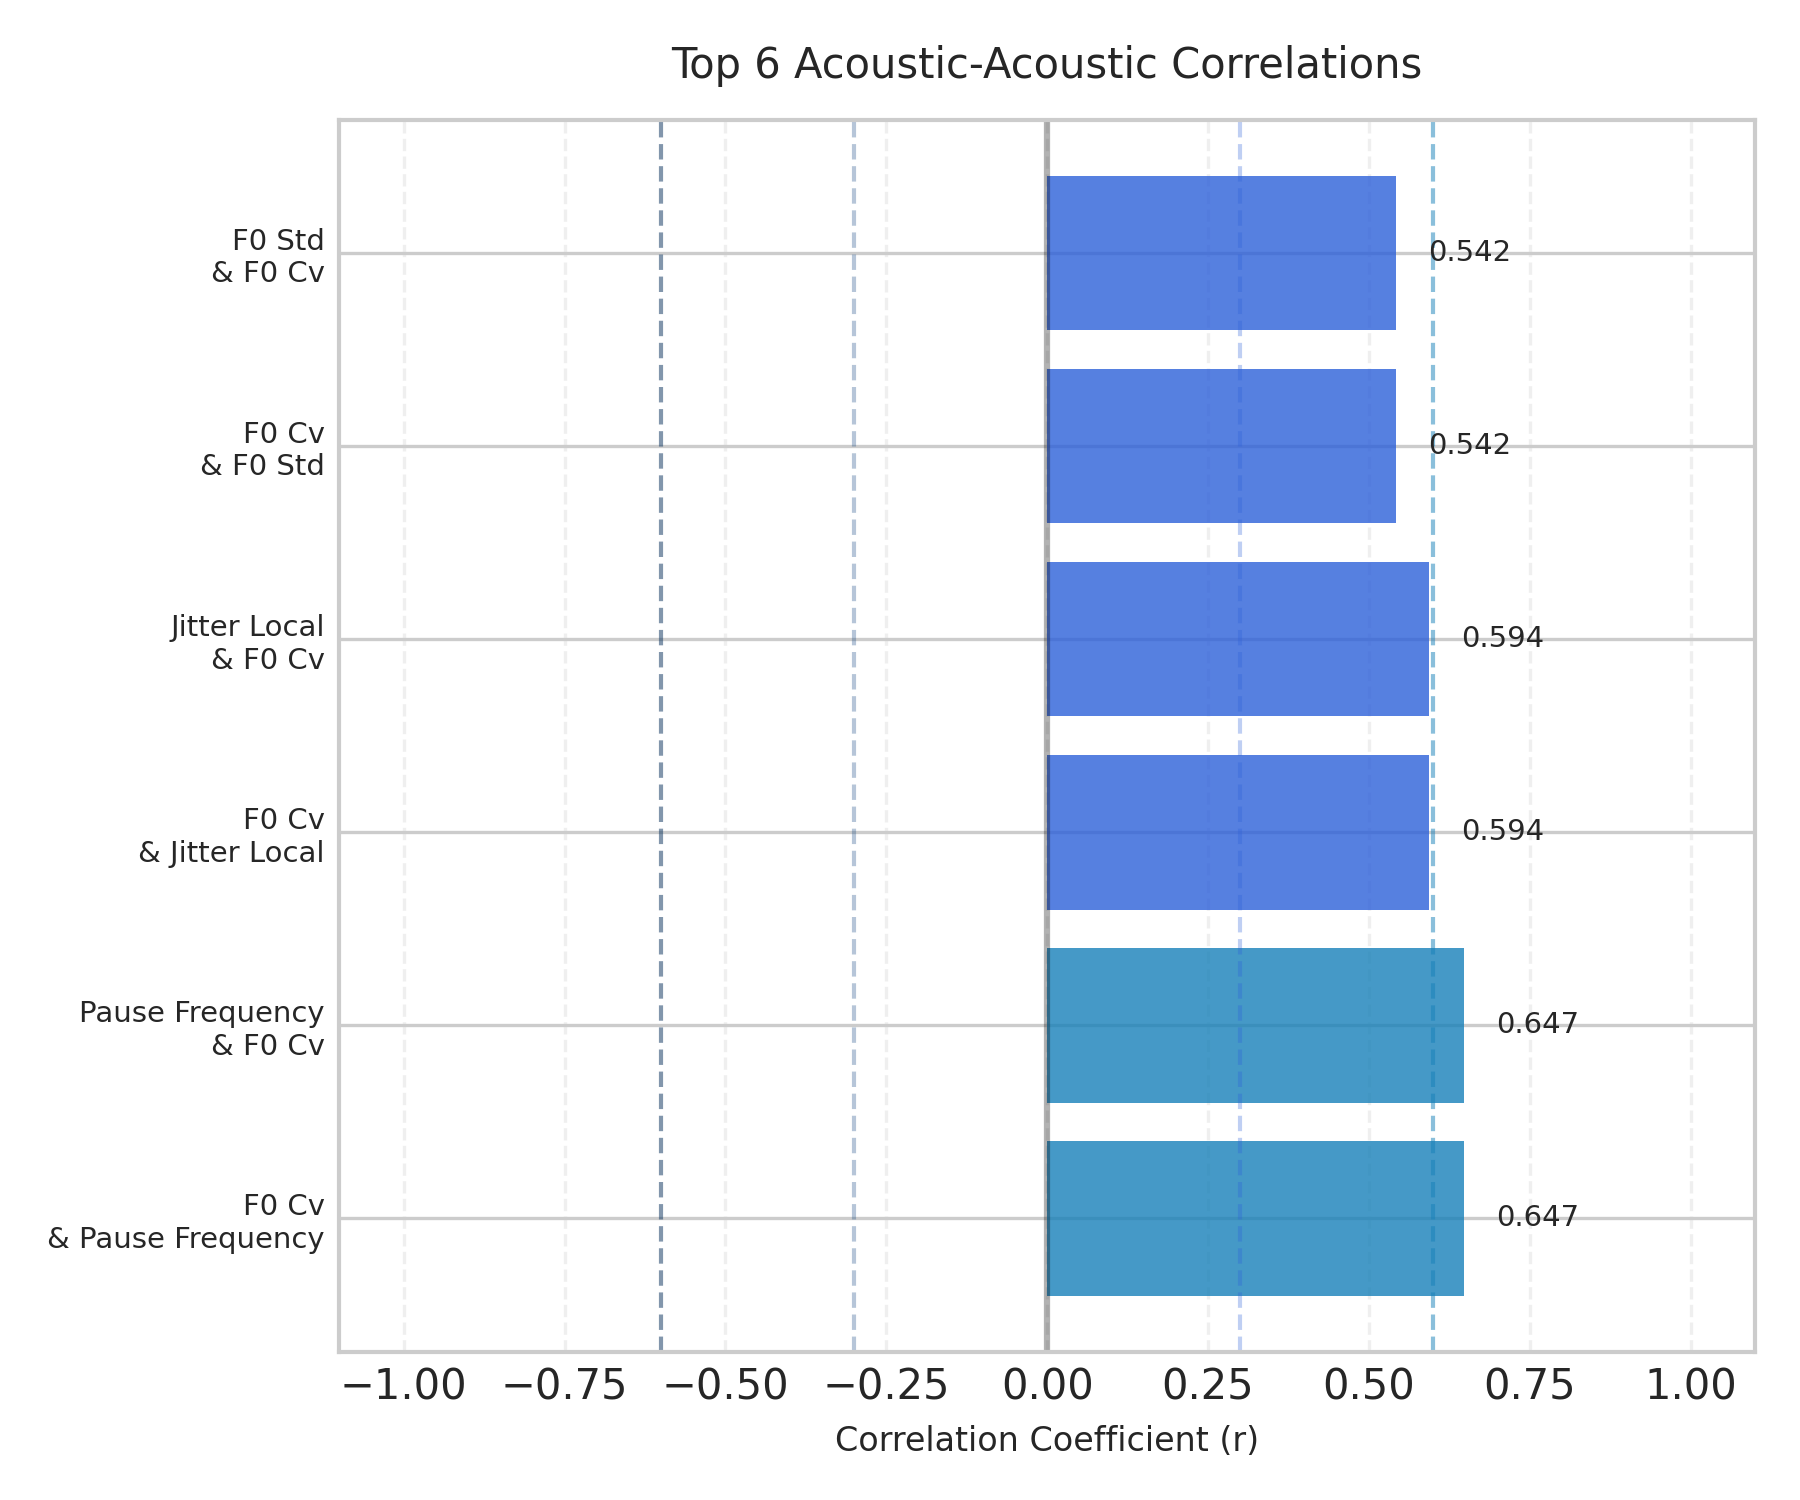 Top 6 Acoustic-Acoustic Correlations
F0 Std
& F0 Cv
0.542
F0 Cv
& F0 Std
0.542
Jitter Local
& F0 Cv
0.594
F0 Cv
& Jitter Local
0.594
Pause Frequency
& F0 Cv
0.647
F0 Cv
& Pause Frequency
0.647
−1.00 −0.75 −0.50 −0.25 0.00 0.25 0.50 0.75 1.00
Correlation Coefficient (r)